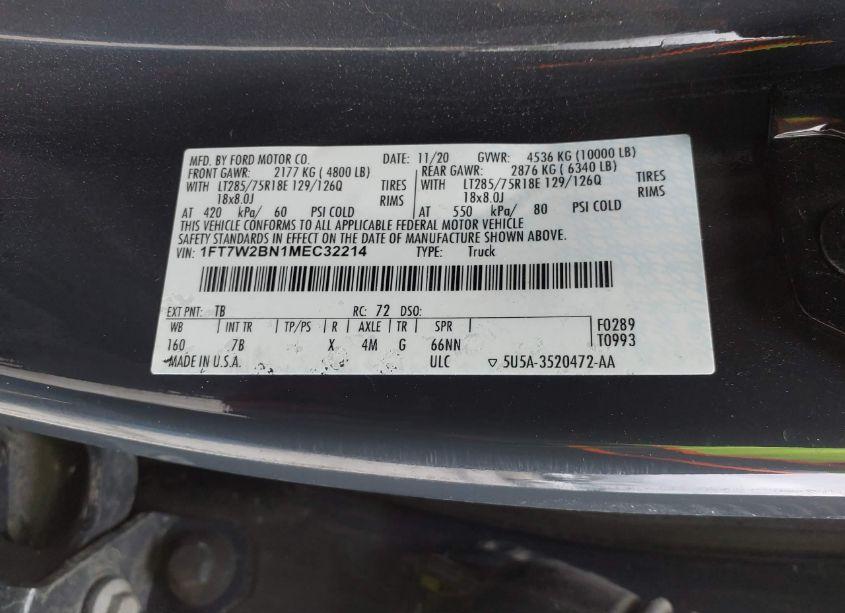 MFD. BY FORD MOTOR CO. DATE: 11/20 GVWR: 4536 KG (10000 LB)
FRONT GAWR: 2177 KG ( 4800 LB) REAR GAWR: 2876 KG ( 6340 LB)
WITH LT285/75R18E 129/126Q TIRES WITH LT285/75R18E 129/126Q TIRES
18x8.0J RIMS 18x8.0J RIMS
AT 420 kPa/ 60 PSI COLD AT 550 kPa/ 80 PSI COLD
THIS VEHICLE CONFORMS TO ALL APPLICABLE FEDERAL MOTOR VEHICLE
SAFETY STANDARDS IN EFFECT ON THE DATE OF MANUFACTURE SHOWN ABOVE.
VIN: 1FT7W2BN1MEC32214 TYPE: Truck
EXT PNT: TB RC: 72 DSO:
WB INT TR TP/PS R AXLE TR SPR F0289
160 7B X 4M G 66NN T0993
MADE IN U.S.A. ULC ▽ 5U5A-3520472-AA